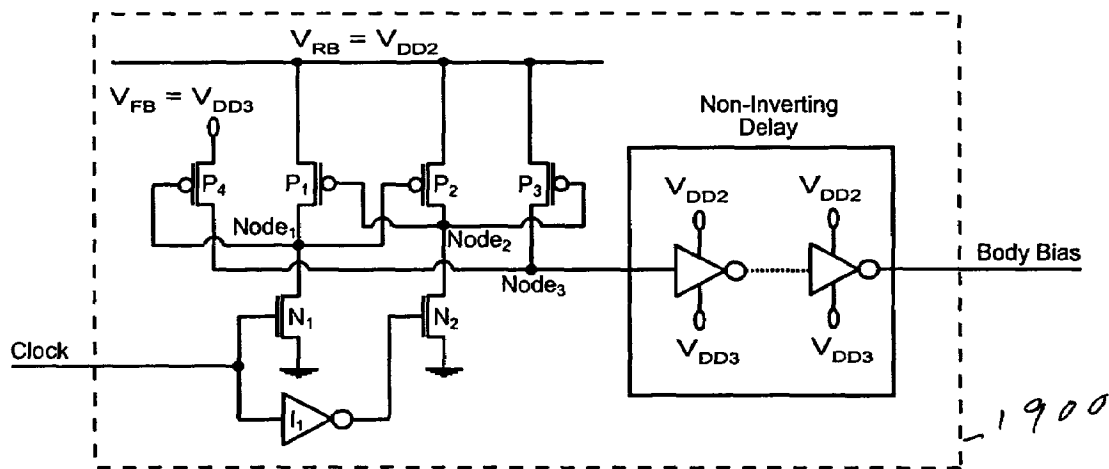 V_RB = V_DD2
V_FB = V_DD3
Non-Inverting
Delay
P_4
P_1
P_2
P_3
V_DD2
V_DD2
Node_1
Node_2
Node_3
Body Bias
N_1
N_2
V_DD3
V_DD3
Clock
I_1
1900